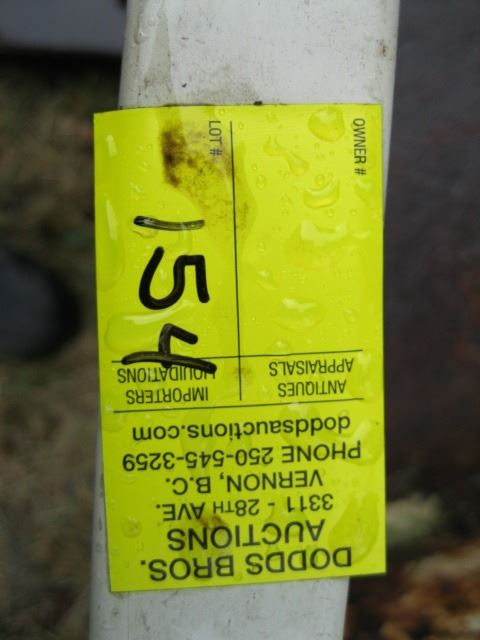 DODDS BROS.
AUCTIONS
3311 - 28TH AVE.
VERNON, B.C.
PHONE 250-545-3259
doddsauctions.com
ANTIQUES IMPORTERS
APPRAISALS LIQUIDATIONS
OWNER #
LOT #
154